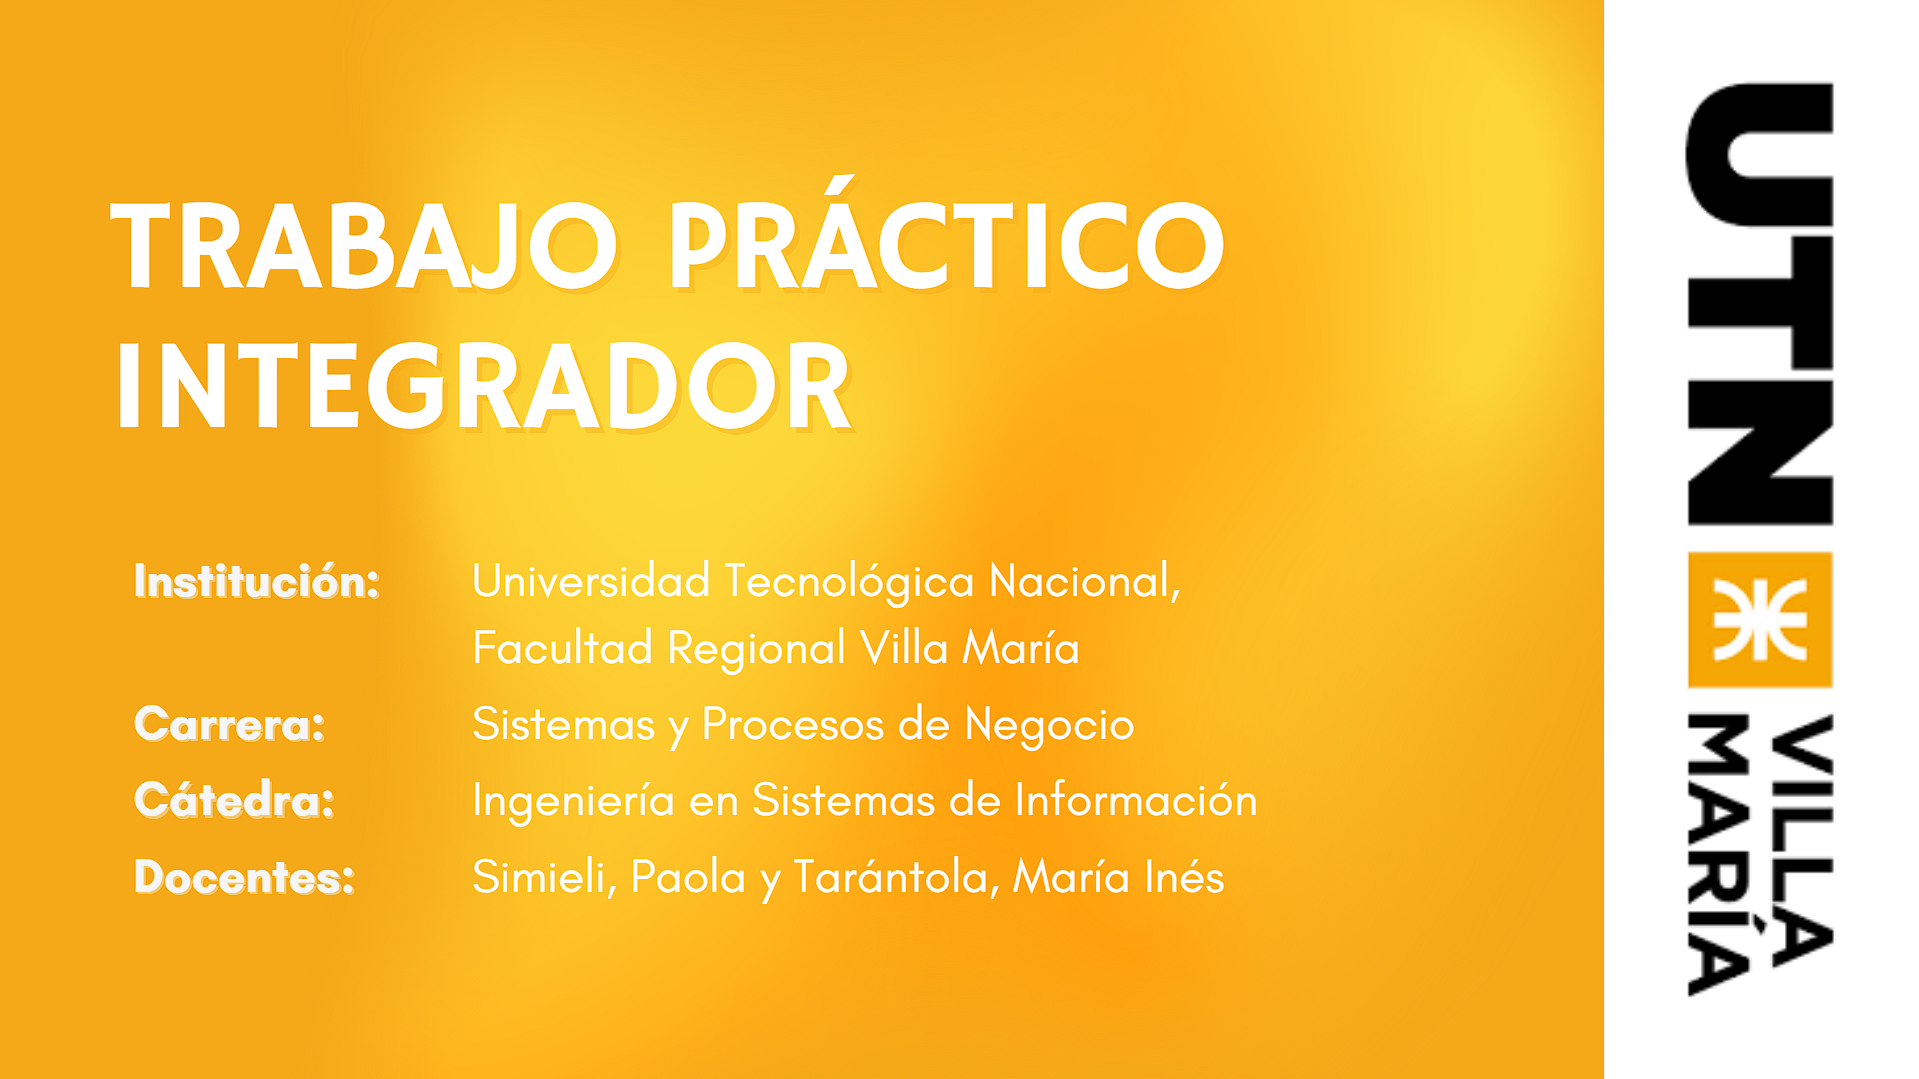 TRABAJO PRÁCTICO
INTEGRADOR
Institución: Universidad Tecnológica Nacional,
Facultad Regional Villa María
Carrera: Sistemas y Procesos de Negocio
Cátedra: Ingeniería en Sistemas de Información
Docentes: Simieli, Paola y Tarántola, María Inés
UTN
VILLA
MARÍA